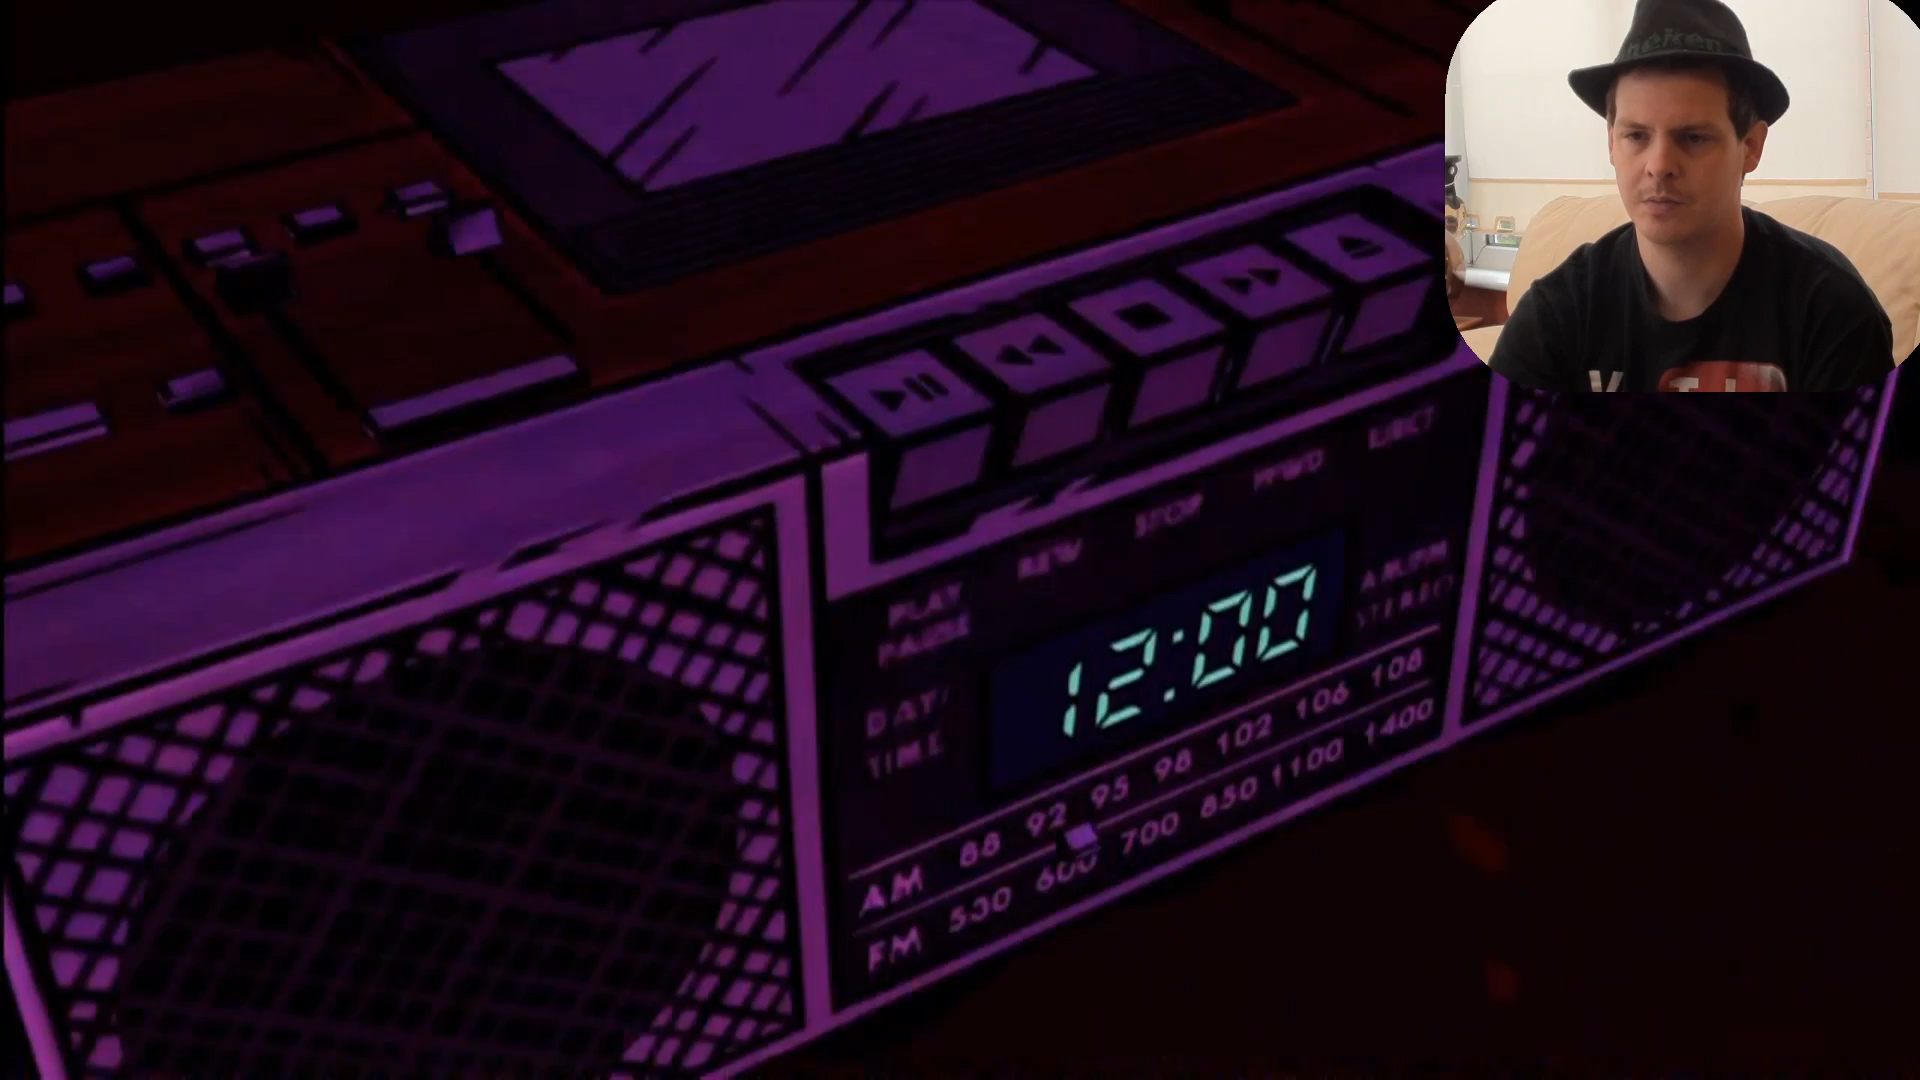 heiken
EJECT
FFWD
STOP
REW
PLAY
PAUSE
AM/FM
STEREO
12:00
DAY/
TIME
AM 88 92 95 98 102 106 108
FM 530 600 700 850 1100 1400